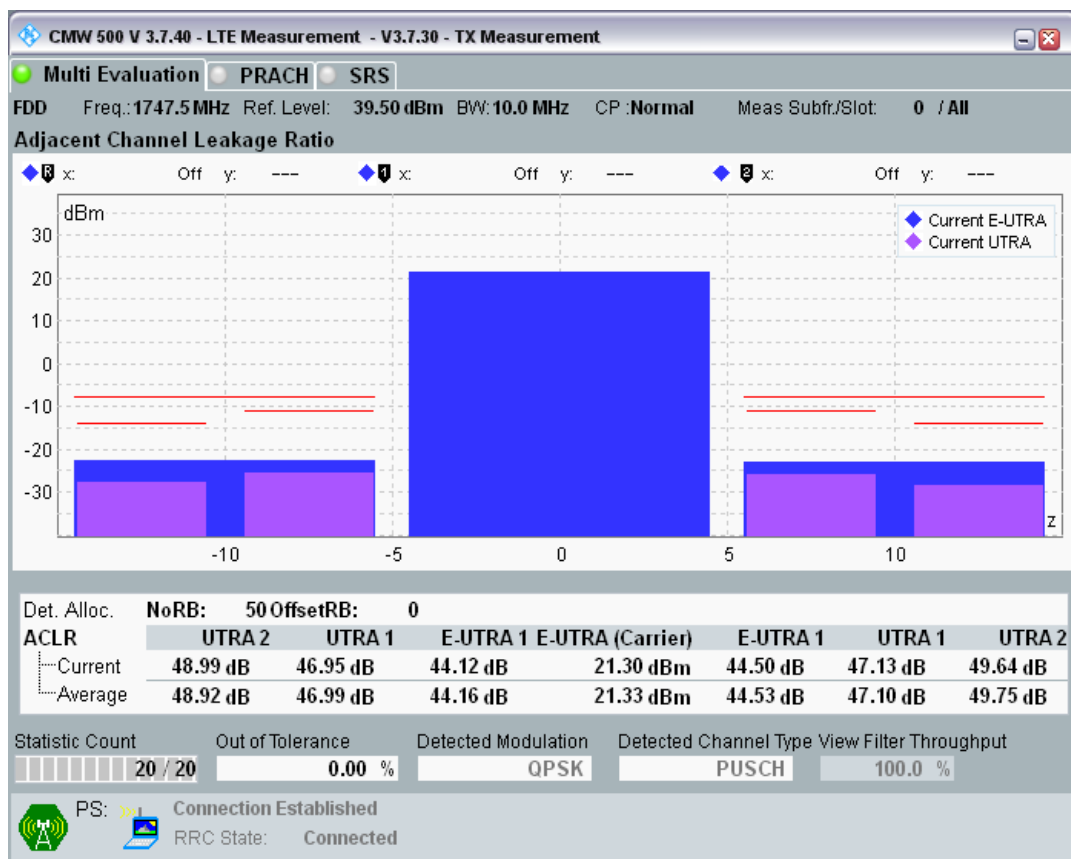 CMW 500 V 3.7.40 - LTE Measurement - V3.7.30 - TX Measurement
Multi Evaluation PRACH SRS
FDD Freq.: 1747.5 MHz Ref. Level: 39.50 dBm BW: 10.0 MHz CP :Normal Meas Subfr./Slot: 0 / All
Adjacent Channel Leakage Ratio
R x: Off y: --- 1 x: Off y: --- 2 x: Off y: ---
dBm
Current E-UTRA
Current UTRA
30
20
10
0
-10
-20
-30
z
-10 -5 0 5 10
Det. Alloc. NoRB: 50 OffsetRB: 0
ACLR UTRA 2 UTRA 1 E-UTRA 1 E-UTRA (Carrier) E-UTRA 1 UTRA 1 UTRA 2
Current 48.99 dB 46.95 dB 44.12 dB 21.30 dBm 44.50 dB 47.13 dB 49.64 dB
Average 48.92 dB 46.99 dB 44.16 dB 21.33 dBm 44.53 dB 47.10 dB 49.75 dB
Statistic Count Out of Tolerance Detected Modulation Detected Channel Type View Filter Throughput
20 / 20 0.00 % QPSK PUSCH 100.0 %
PS: Connection Established
RRC State: Connected